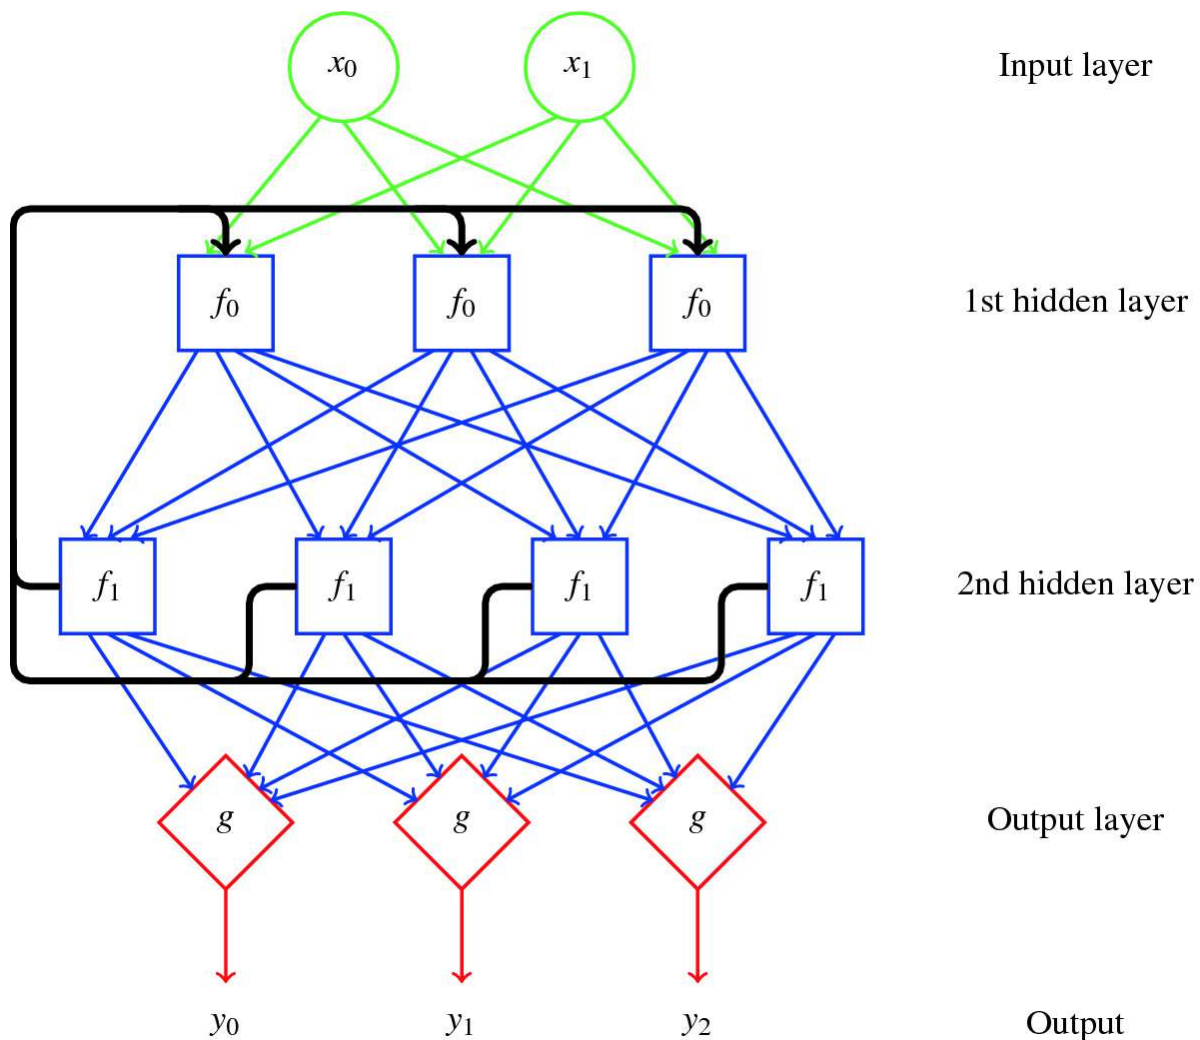 x₀ x₁ Input layer
f₀ f₀ f₀ 1st hidden layer
f₁ f₁ f₁ f₁ 2nd hidden layer
g g g Output layer
y₀ y₁ y₂ Output